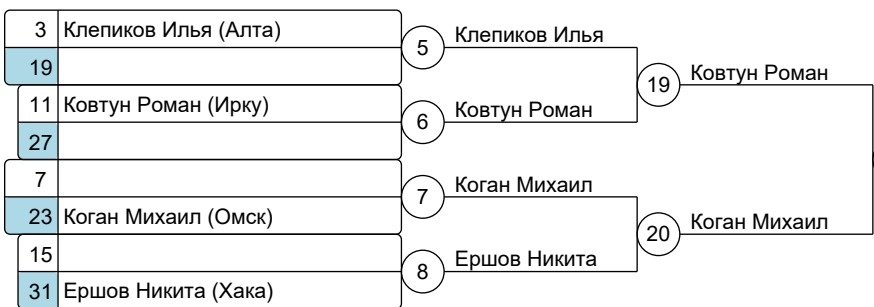 3 Клепиков Илья (Алта)
5 Клепиков Илья
19
19 Ковтун Роман
11 Ковтун Роман (Ирку)
6 Ковтун Роман
27
7
7 Коган Михаил
23 Коган Михаил (Омск)
20 Коган Михаил
15
8 Ершов Никита
31 Ершов Никита (Хака)